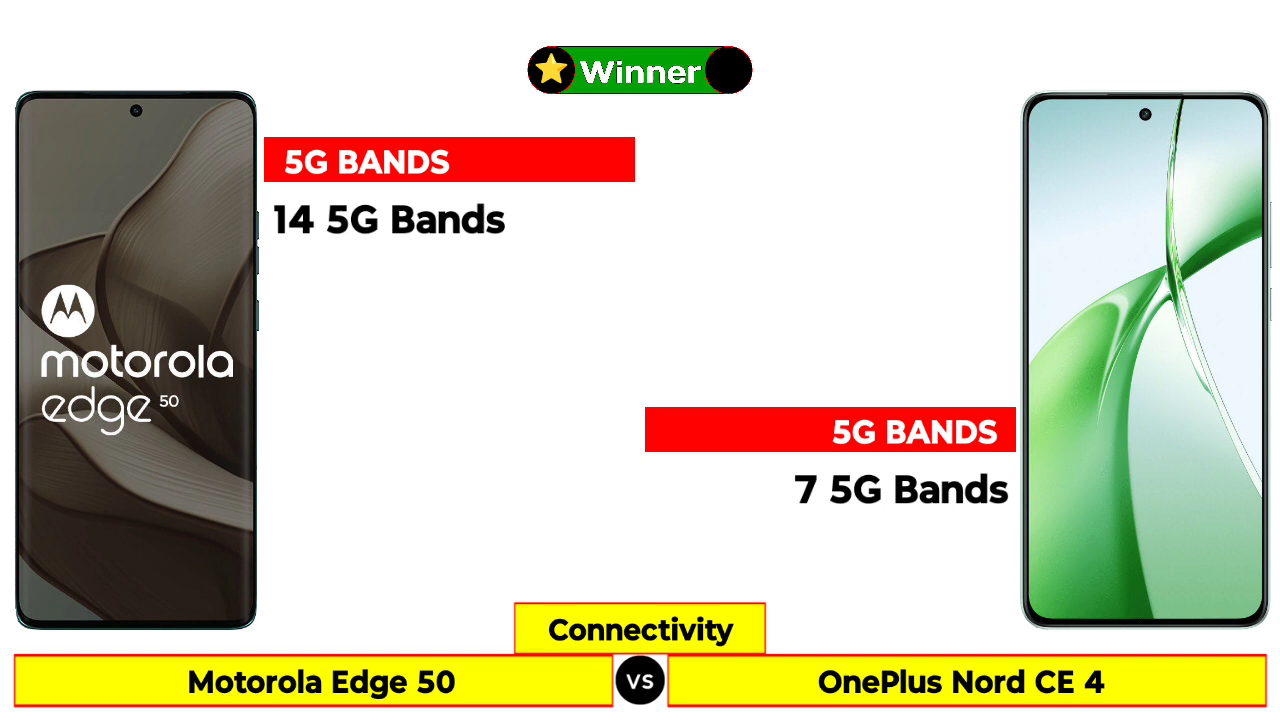 Winner
5G BANDS
14 5G Bands
motorola
edge 50
5G BANDS
7 5G Bands
Connectivity
Motorola Edge 50
VS
OnePlus Nord CE 4